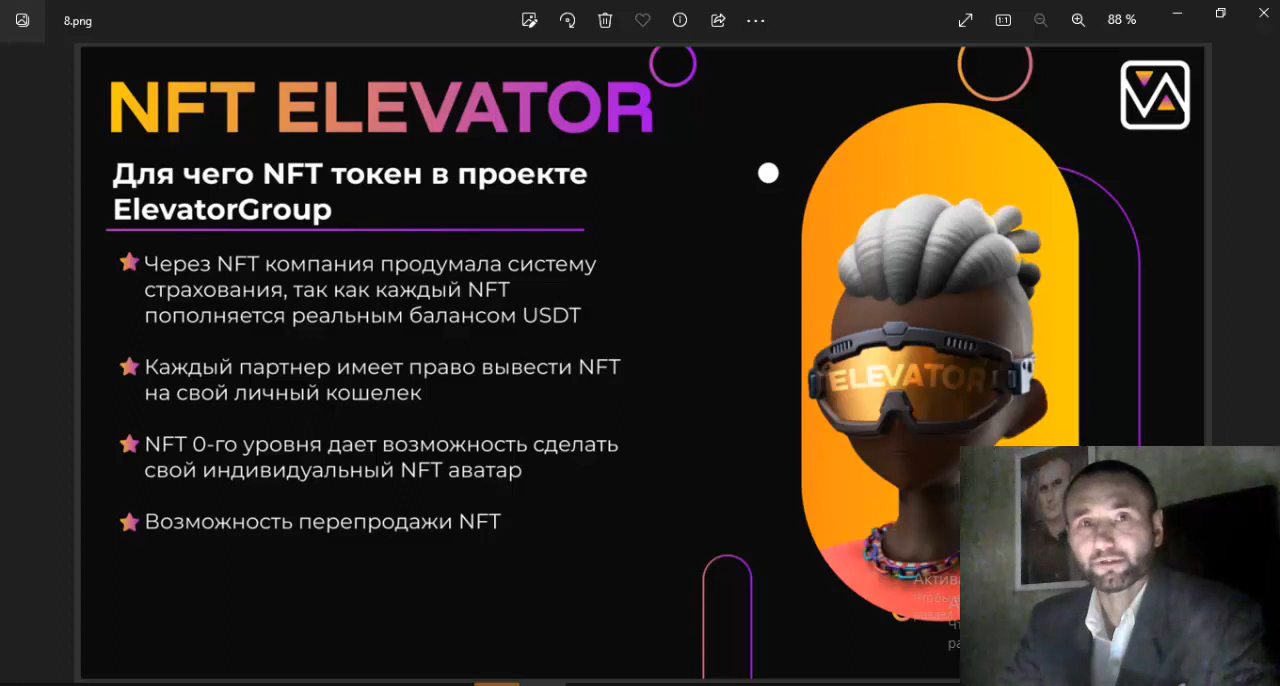 8.png
88 %
NFT ELEVATOR
Для чего NFT токен в проекте
ElevatorGroup
Через NFT компания продумала систему
страхования, так как каждый NFT
пополняется реальным балансом USDT
Каждый партнер имеет право вывести NFT
на свой личный кошелек
NFT 0-го уровня дает возможность сделать
свой индивидуальный NFT аватар
Возможность перепродажи NFT
ELEVATOR